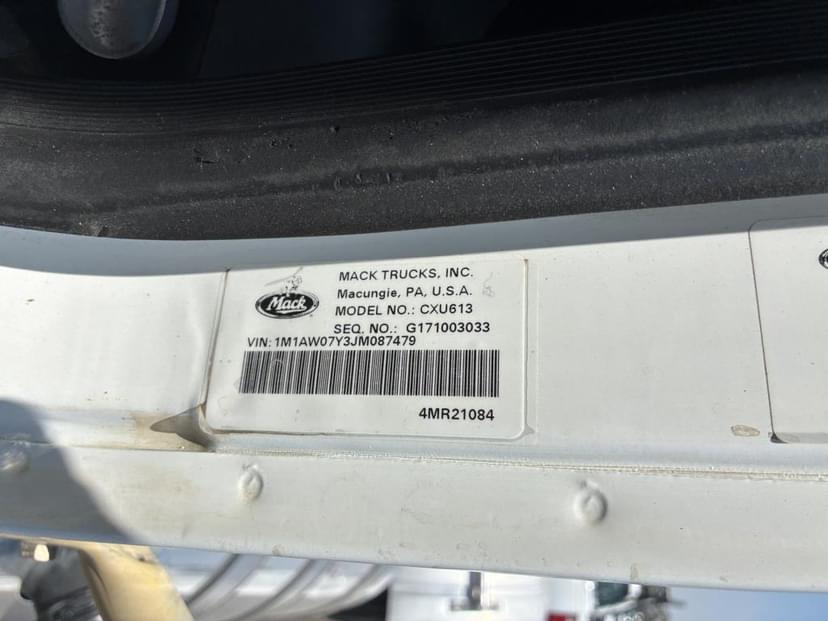 Mack
MACK TRUCKS, INC.
Macungie, PA, U.S.A.
MODEL NO.: CXU613
SEQ. NO.: G171003033
VIN: 1M1AW07Y3JM087479
4MR21084